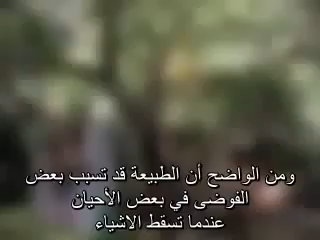 ومن الواضح أن الطبيعة قد تسبب بعض
الفوضى في بعض الأحيان
عندما تسقط الاشياء